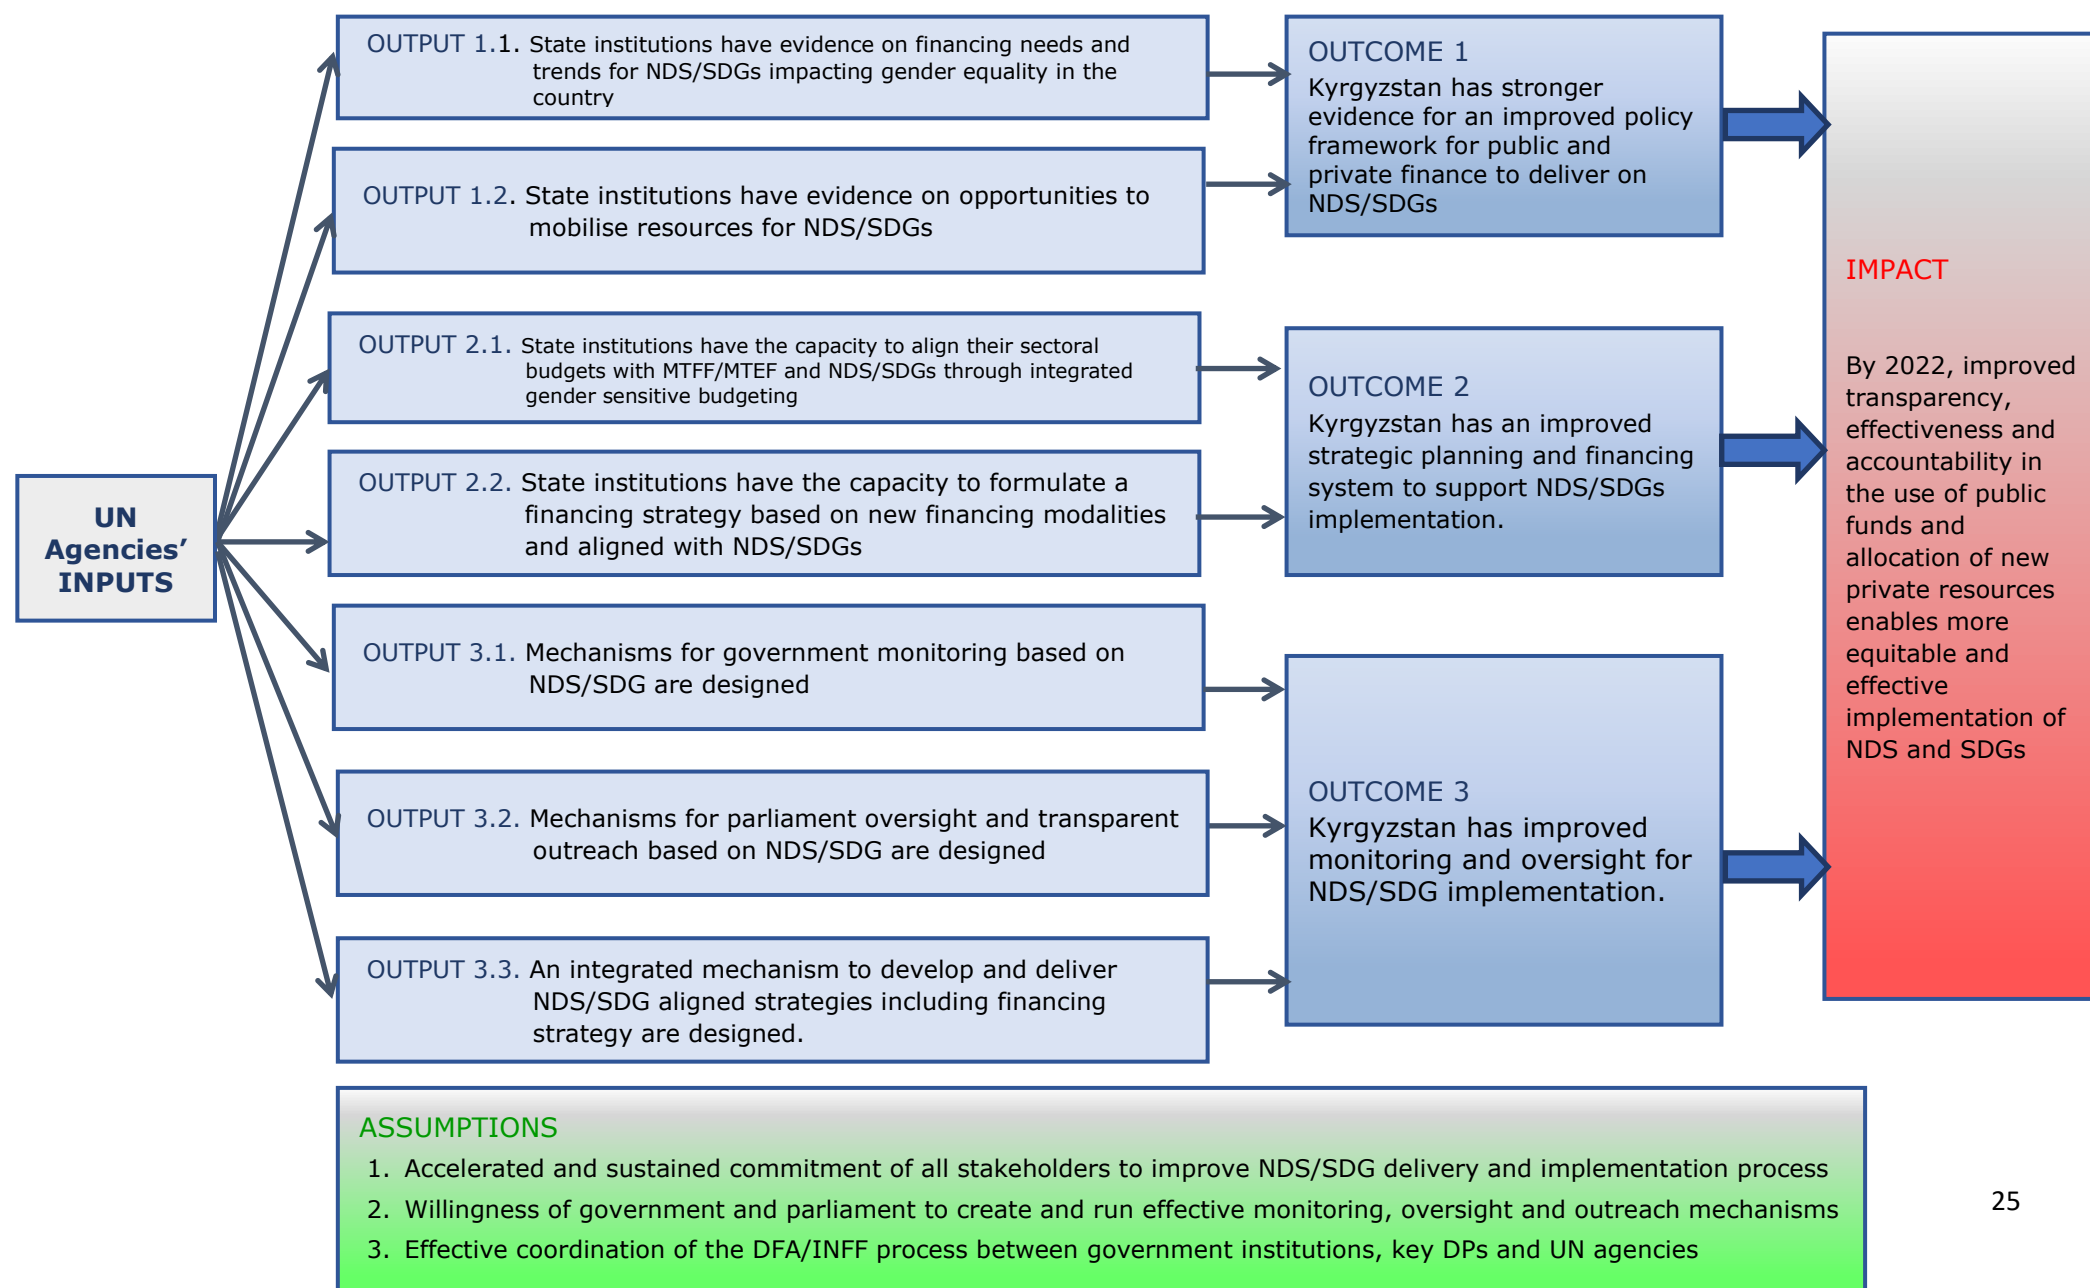 UN
Agencies’
INPUTS
OUTPUT 1.1. State institutions have evidence on financing needs and
trends for NDS/SDGs impacting gender equality in the
country
OUTPUT 1.2. State institutions have evidence on opportunities to
mobilise resources for NDS/SDGs
OUTPUT 2.1. State institutions have the capacity to align their sectoral
budgets with MTFF/MTEF and NDS/SDGs through integrated
gender sensitive budgeting
OUTPUT 2.2. State institutions have the capacity to formulate a
financing strategy based on new financing modalities
and aligned with NDS/SDGs
OUTPUT 3.1. Mechanisms for government monitoring based on
NDS/SDG are designed
OUTPUT 3.2. Mechanisms for parliament oversight and transparent
outreach based on NDS/SDG are designed
OUTPUT 3.3. An integrated mechanism to develop and deliver
NDS/SDG aligned strategies including financing
strategy are designed.
OUTCOME 1
Kyrgyzstan has stronger
evidence for an improved policy
framework for public and
private finance to deliver on
NDS/SDGs
OUTCOME 2
Kyrgyzstan has an improved
strategic planning and financing
system to support NDS/SDGs
implementation.
OUTCOME 3
Kyrgyzstan has improved
monitoring and oversight for
NDS/SDG implementation.
IMPACT
By 2022, improved
transparency,
effectiveness and
accountability in
the use of public
funds and
allocation of new
private resources
enables more
equitable and
effective
implementation of
NDS and SDGs
ASSUMPTIONS
1. Accelerated and sustained commitment of all stakeholders to improve NDS/SDG delivery and implementation process
2. Willingness of government and parliament to create and run effective monitoring, oversight and outreach mechanisms
3. Effective coordination of the DFA/INFF process between government institutions, key DPs and UN agencies
25